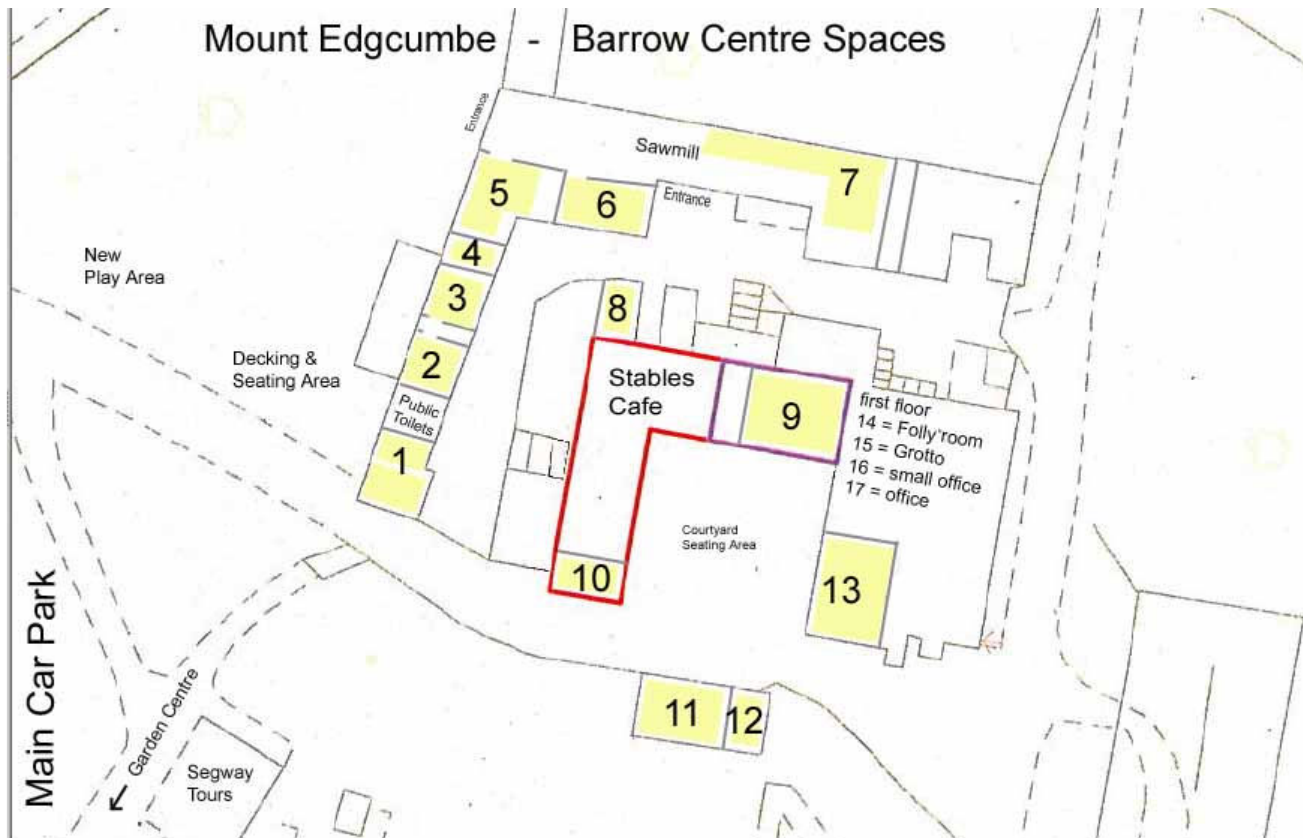 Mount Edgcumbe - Barrow Centre Spaces
Entrance
Sawmill
7
5
6
Entrance
4
New
Play Area
3
8
Decking &
Seating Area
2
Stables
Cafe
9
first floor
14 = Folly'room
15 = Grotto
16 = small office
17 = office
Public
Toilets
1
Courtyard
Seating Area
10
13
Main Car Park
Garden Centre
11
12
Segway
Tours